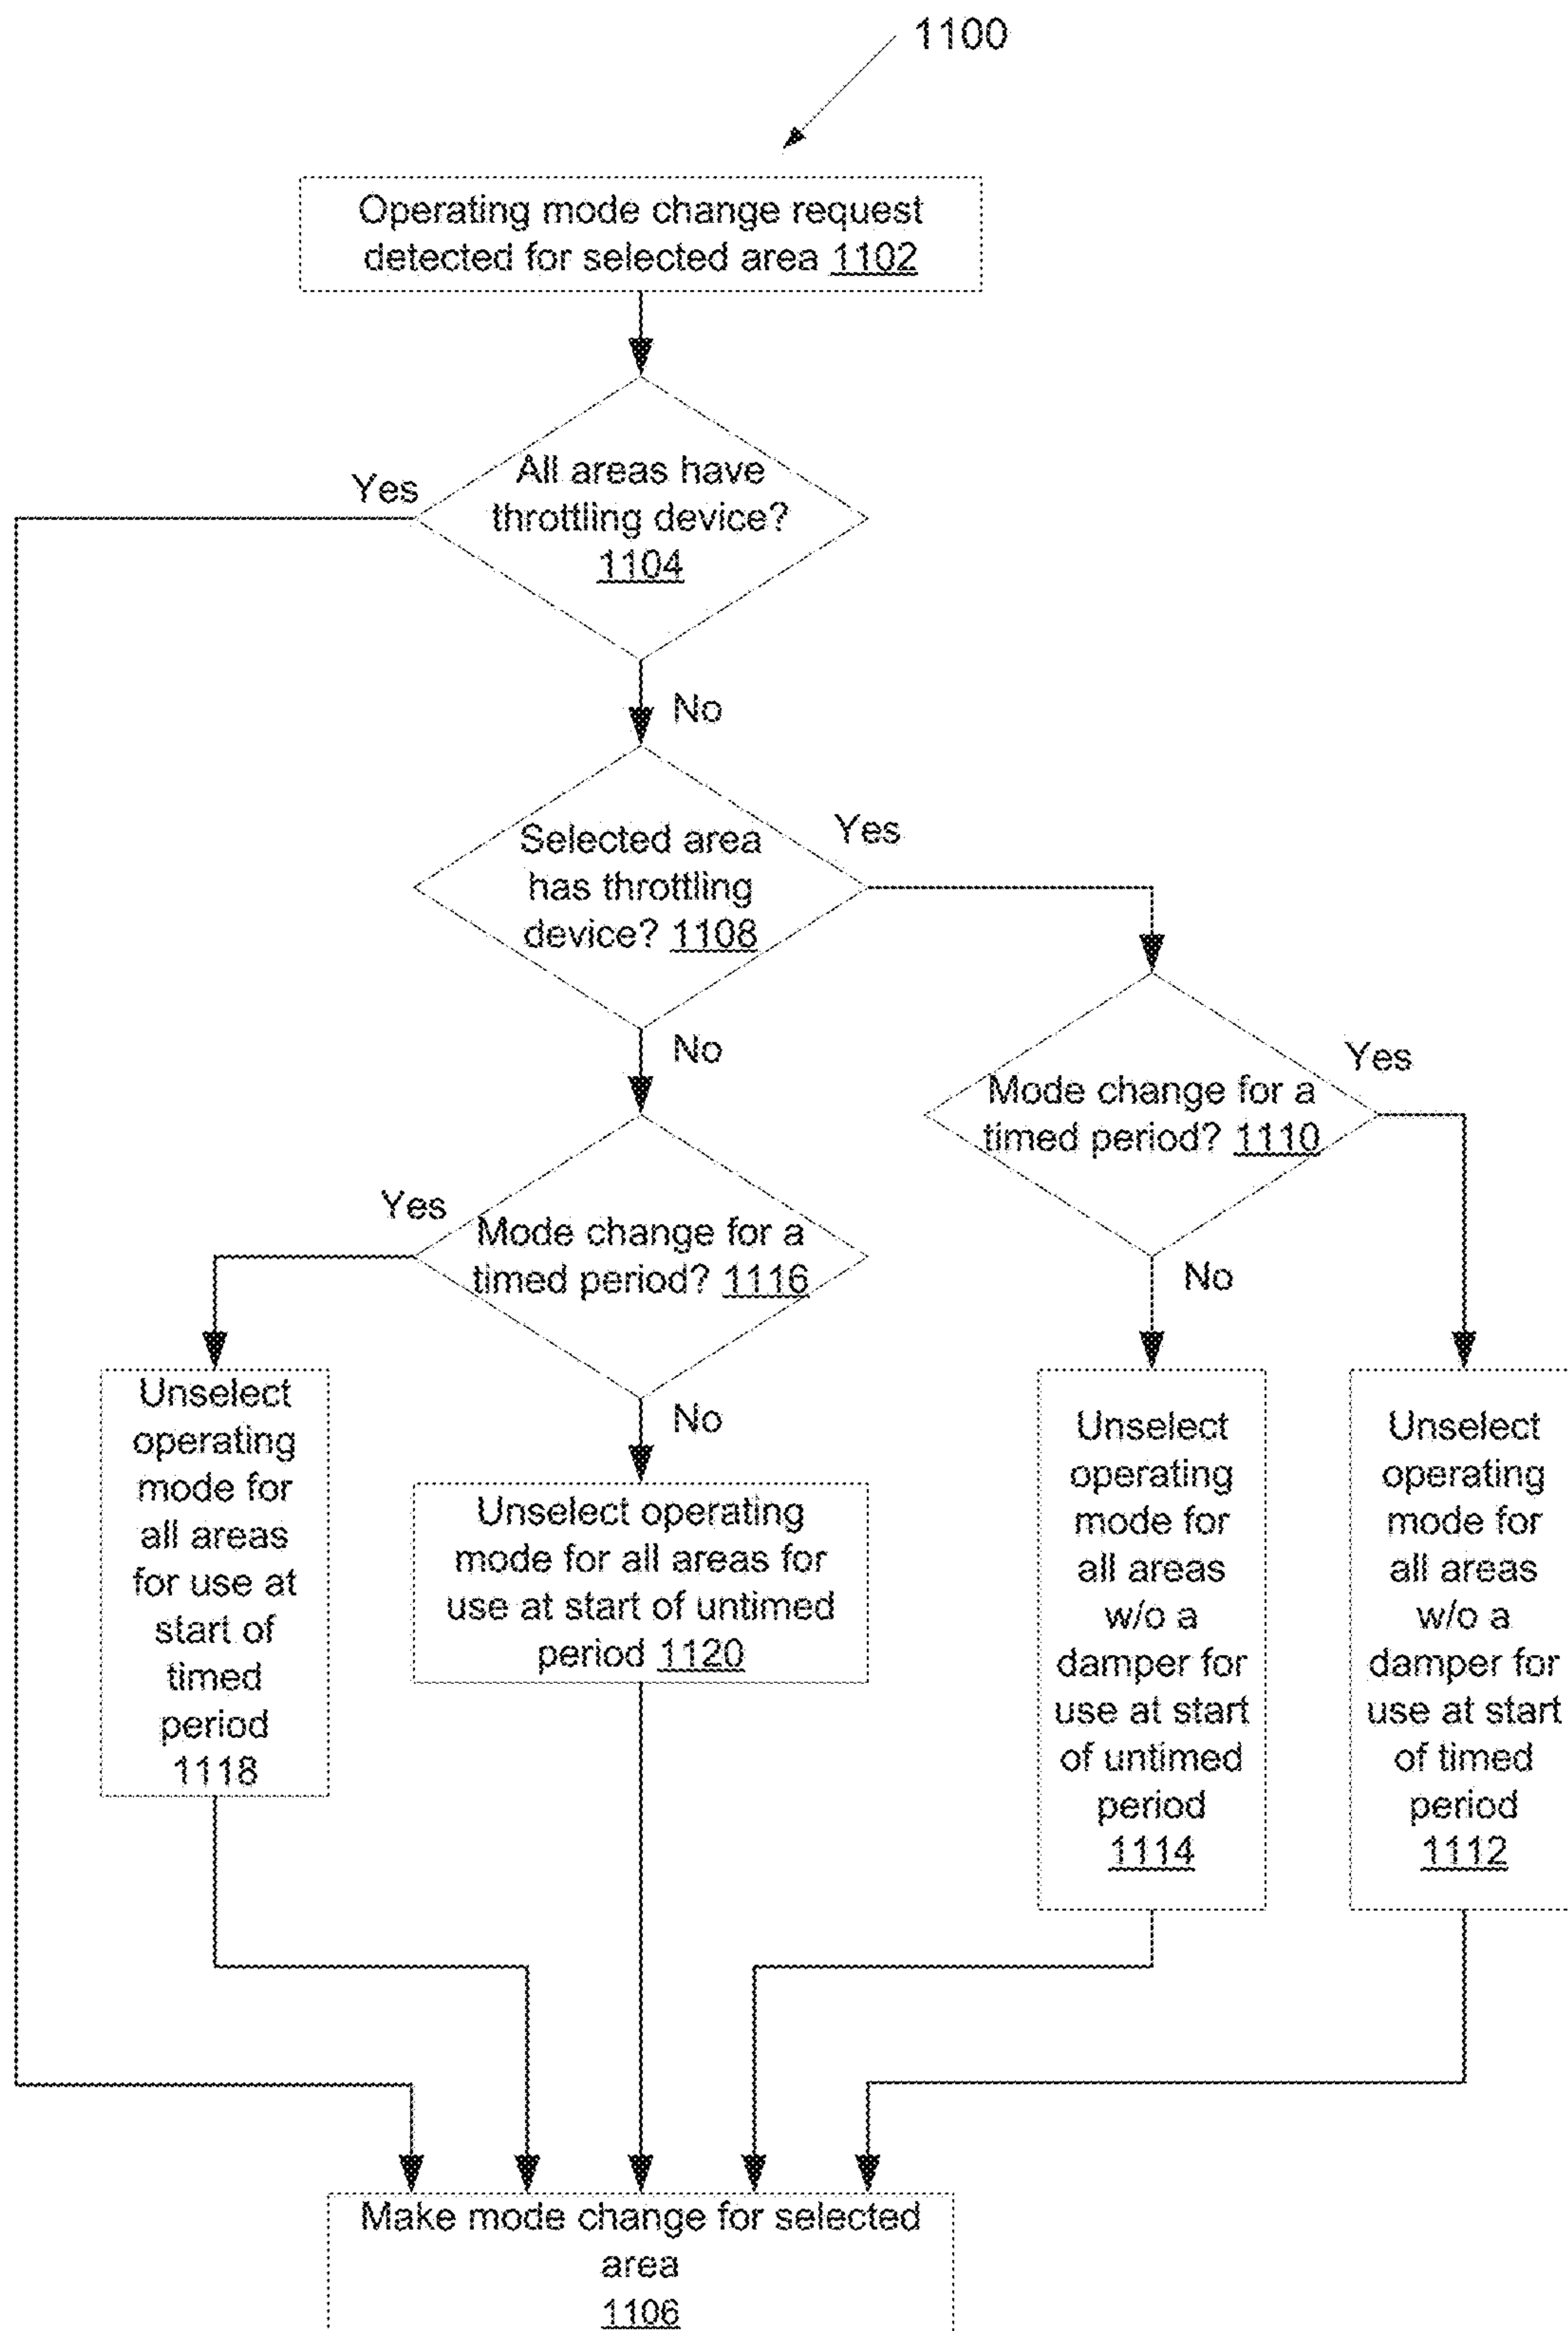 1100
Operating mode change request
detected for selected area 1102
All areas have
throttling device?
1104
Yes
No
Selected area
has throttling
device? 1108
Yes
No
Mode change for a
timed period? 1110
Yes
No
Mode change for a
timed period? 1116
Yes
No
Unselect
operating
mode for
all areas
for use at
start of
timed
period
1118
Unselect operating
mode for all areas for
use at start of untimed
period 1120
Unselect
operating
mode for
all areas
w/o a
damper for
use at start
of untimed
period
1114
Unselect
operating
mode for
all areas
w/o a
damper for
use at start
of timed
period
1112
Make mode change for selected
area
1106